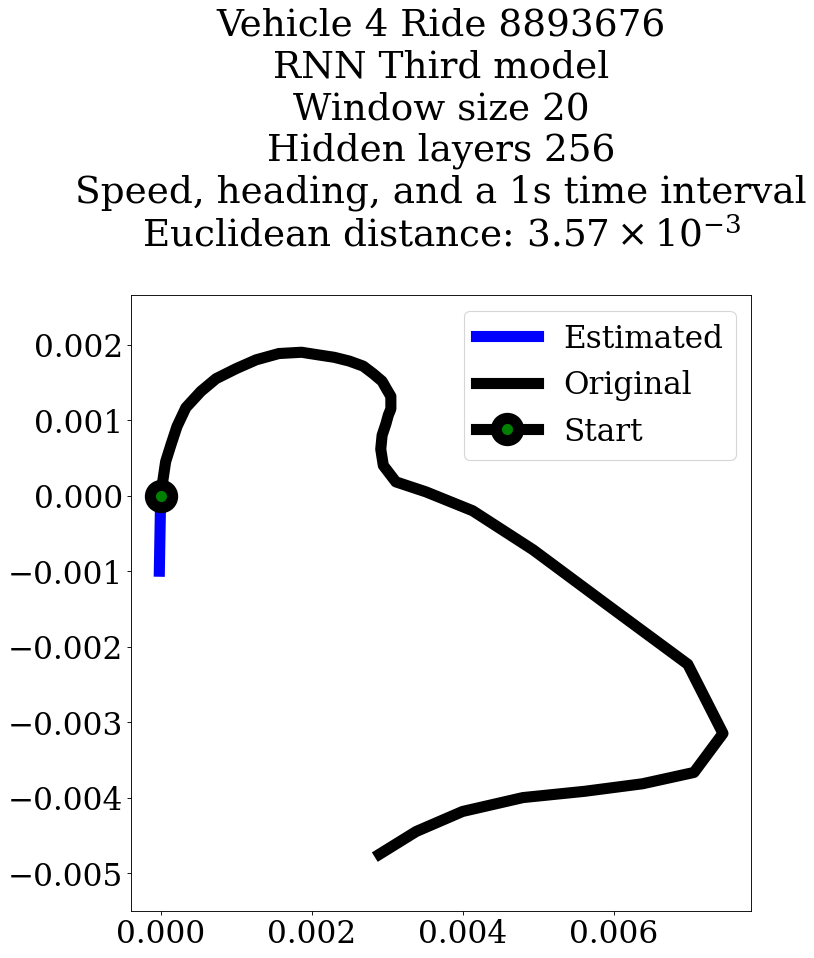 Vehicle 4 Ride 8893676
RNN Third model
Window size 20
Hidden layers 256
Speed, heading, and a 1s time interval
Euclidean distance: 3.57 × 10⁻³
Estimated
Original
Start
0.002
0.001
0.000
−0.001
−0.002
−0.003
−0.004
−0.005
0.000 0.002 0.004 0.006